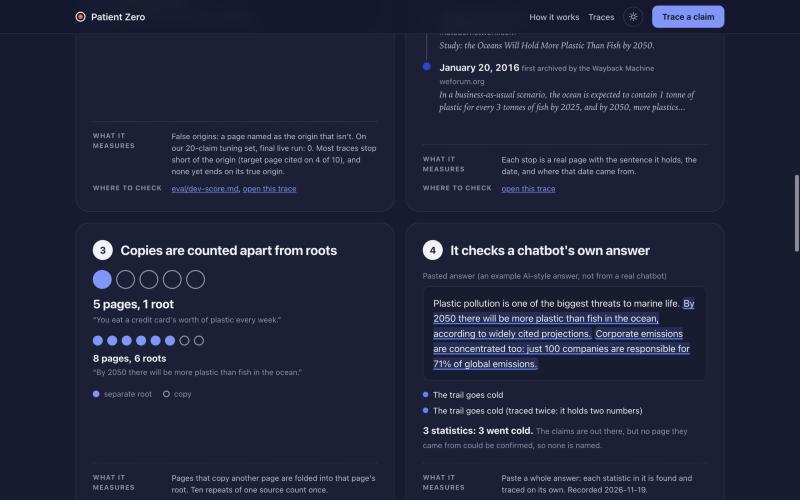 Patient Zero
How it works
Traces
Trace a claim
Study: the Oceans Will Hold More Plastic Than Fish by 2050.
January 20, 2016 first archived by the Wayback Machine
weforum.org
In a business-as-usual scenario, the ocean is expected to contain 1 tonne of
plastic for every 3 tonnes of fish by 2025, and by 2050, more plastics...
WHAT IT
MEASURES
False origins: a page named as the origin that isn't. On
our 20-claim tuning set, final live run: 0. Most traces stop
short of the origin (target page cited on 4 of 10), and
none yet ends on its true origin.
WHERE TO CHECK
eval/dev-score.md, open this trace
WHAT IT
MEASURES
Each stop is a real page with the sentence it holds, the
date, and where that date came from.
WHERE TO CHECK
open this trace
3 Copies are counted apart from roots
5 pages, 1 root
"You eat a credit card's worth of plastic every week."
8 pages, 6 roots
"By 2050 there will be more plastic than fish in the ocean."
separate root
copy
WHAT IT
MEASURES
Pages that copy another page are folded into that page's
root. Ten repeats of one source count once.
4 It checks a chatbot's own answer
Pasted answer (an example AI-style answer, not from a real chatbot)
Plastic pollution is one of the biggest threats to marine life. By
2050 there will be more plastic than fish in the ocean,
according to widely cited projections. Corporate emissions
are concentrated too: just 100 companies are responsible for
71% of global emissions.
The trail goes cold
The trail goes cold (traced twice: it holds two numbers)
3 statistics: 3 went cold. The claims are out there, but no page they
came from could be confirmed, so none is named.
WHAT IT
MEASURES
Paste a whole answer: each statistic in it is found and
traced on its own. Recorded 2026-11-19.